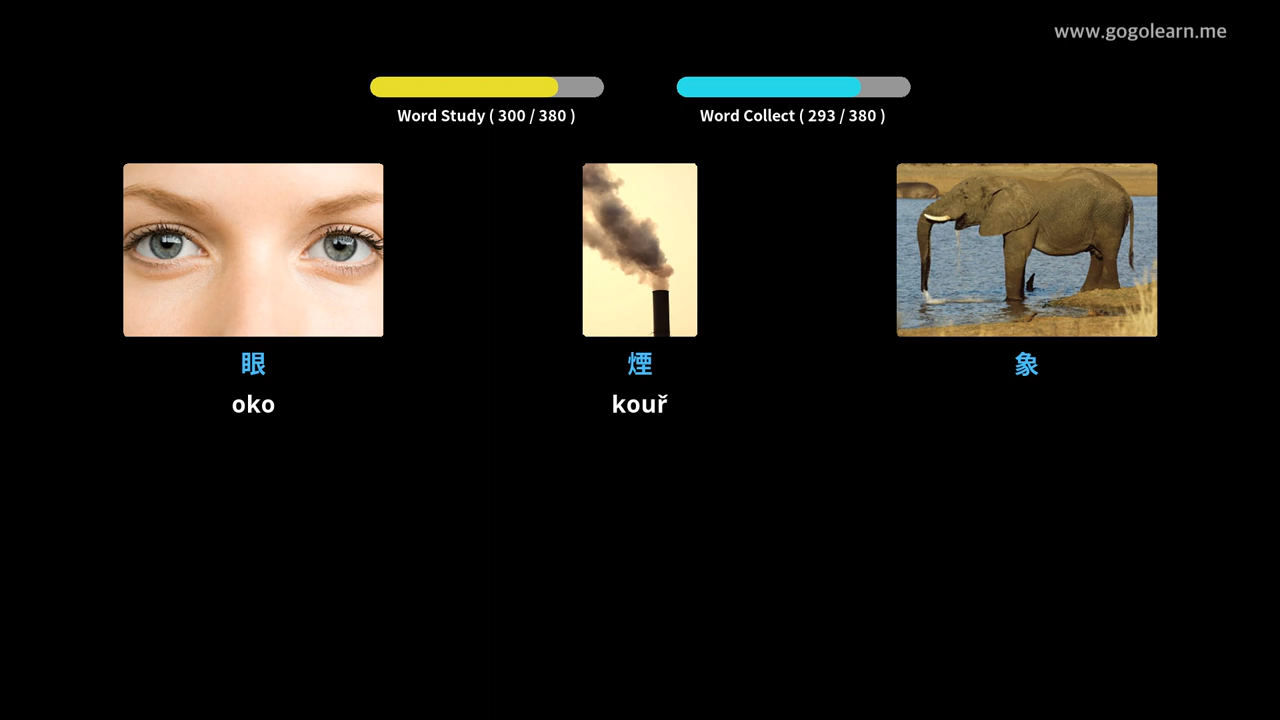 www.gogolearn.me
Word Study ( 300 / 380 )
Word Collect ( 293 / 380 )
眼
煙
象
oko
kouř